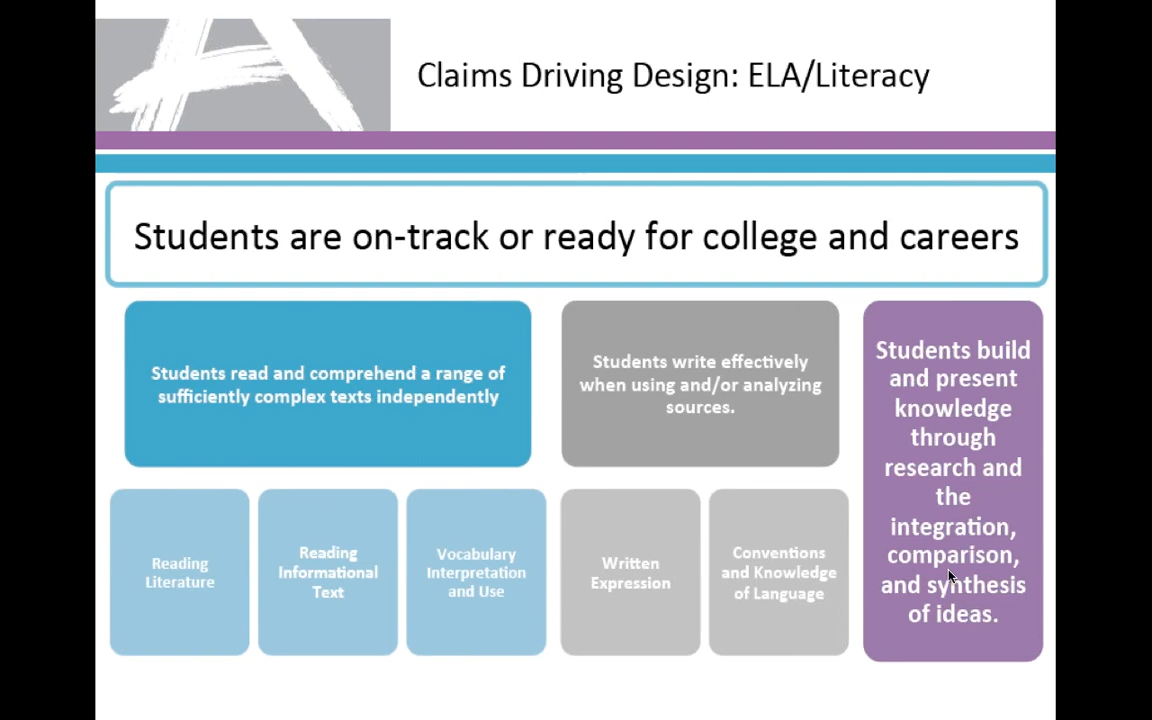 Claims Driving Design: ELA/Literacy
Students are on-track or ready for college and careers
Students read and comprehend a range of
sufficiently complex texts independently
Students write effectively
when using and/or analyzing
sources.
Students build
and present
knowledge
through
research and
the
integration,
comparison,
and synthesis
of ideas.
Reading
Literature
Reading
Informational
Text
Vocabulary
Interpretation
and Use
Written
Expression
Conventions
and Knowledge
of Language